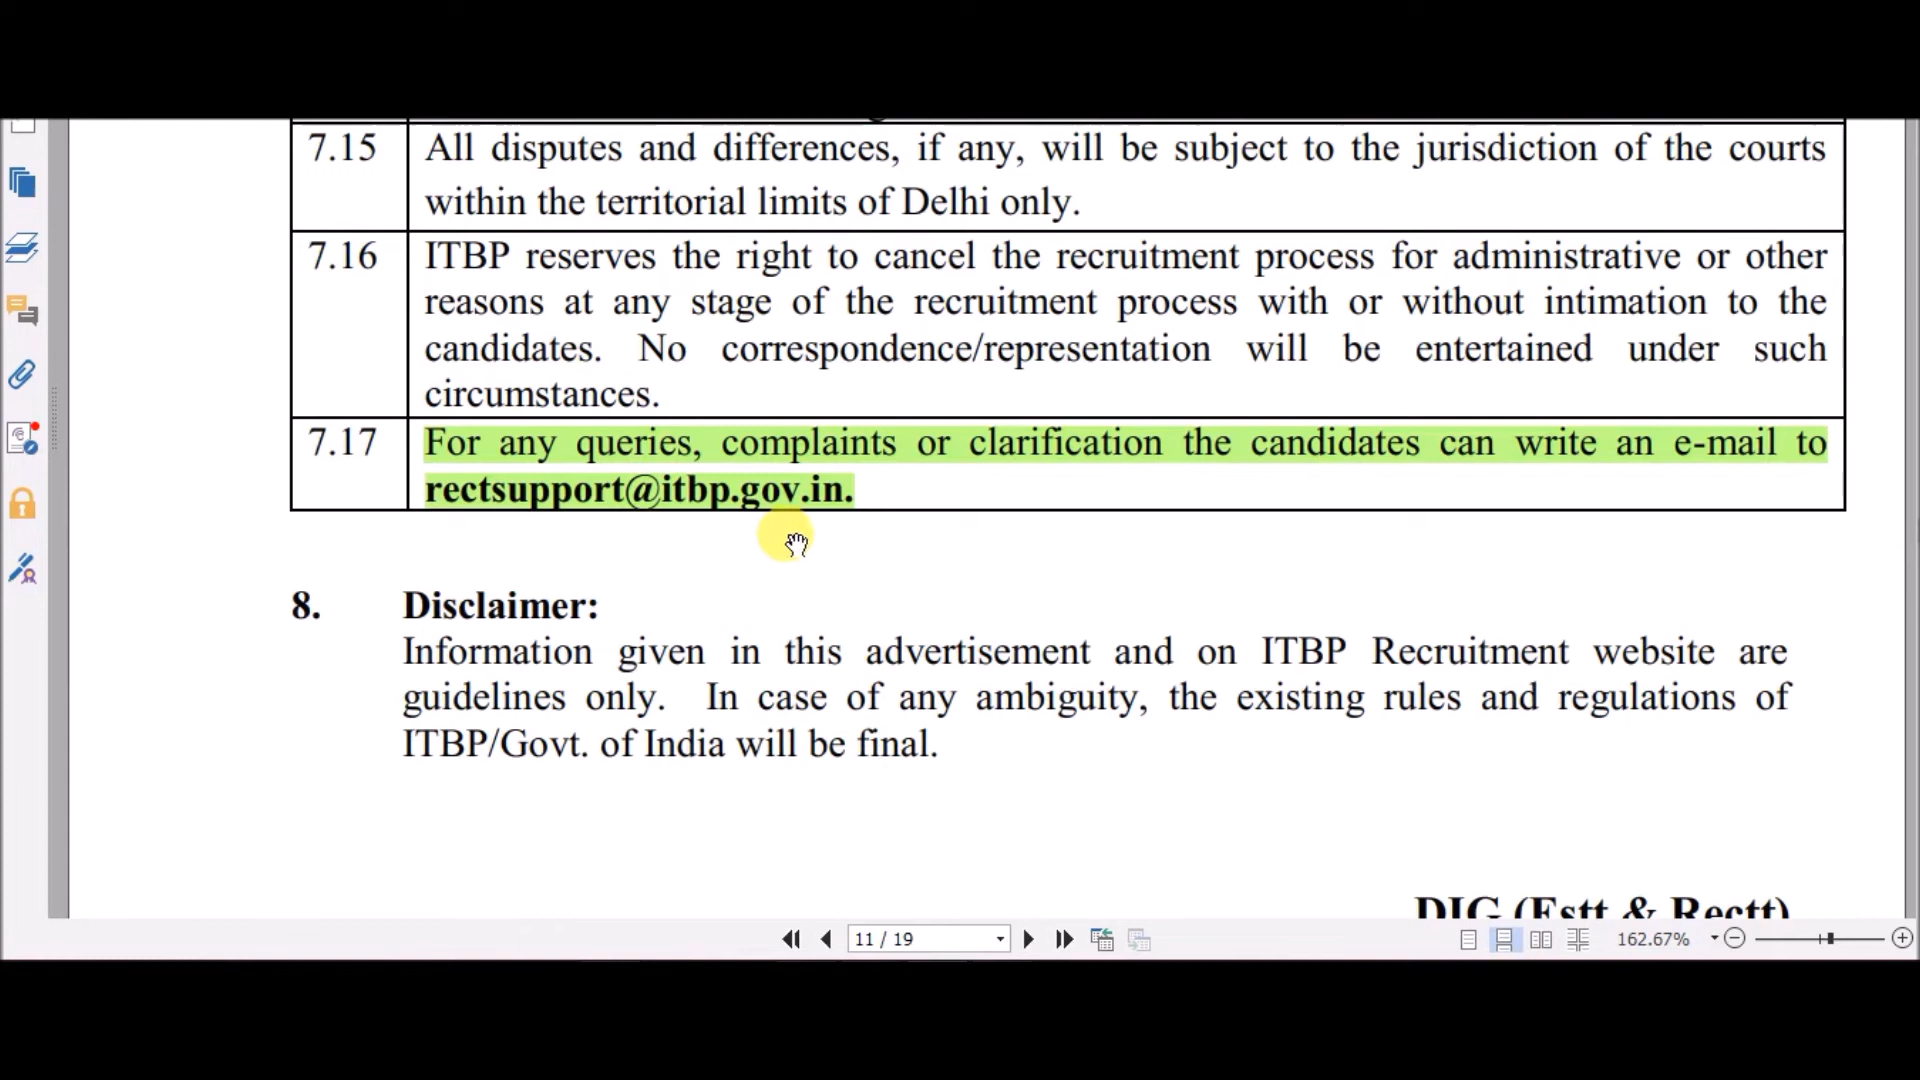 7.15 All disputes and differences, if any, will be subject to the jurisdiction of the courts
within the territorial limits of Delhi only.
7.16 ITBP reserves the right to cancel the recruitment process for administrative or other
reasons at any stage of the recruitment process with or without intimation to the
candidates. No correspondence/representation will be entertained under such
circumstances.
7.17 For any queries, complaints or clarification the candidates can write an e-mail to
rectsupport@itbp.gov.in.
8. Disclaimer:
Information given in this advertisement and on ITBP Recruitment website are
guidelines only. In case of any ambiguity, the existing rules and regulations of
ITBP/Govt. of India will be final.
DIG (Estt & Rectt)
11 / 19
162.67%